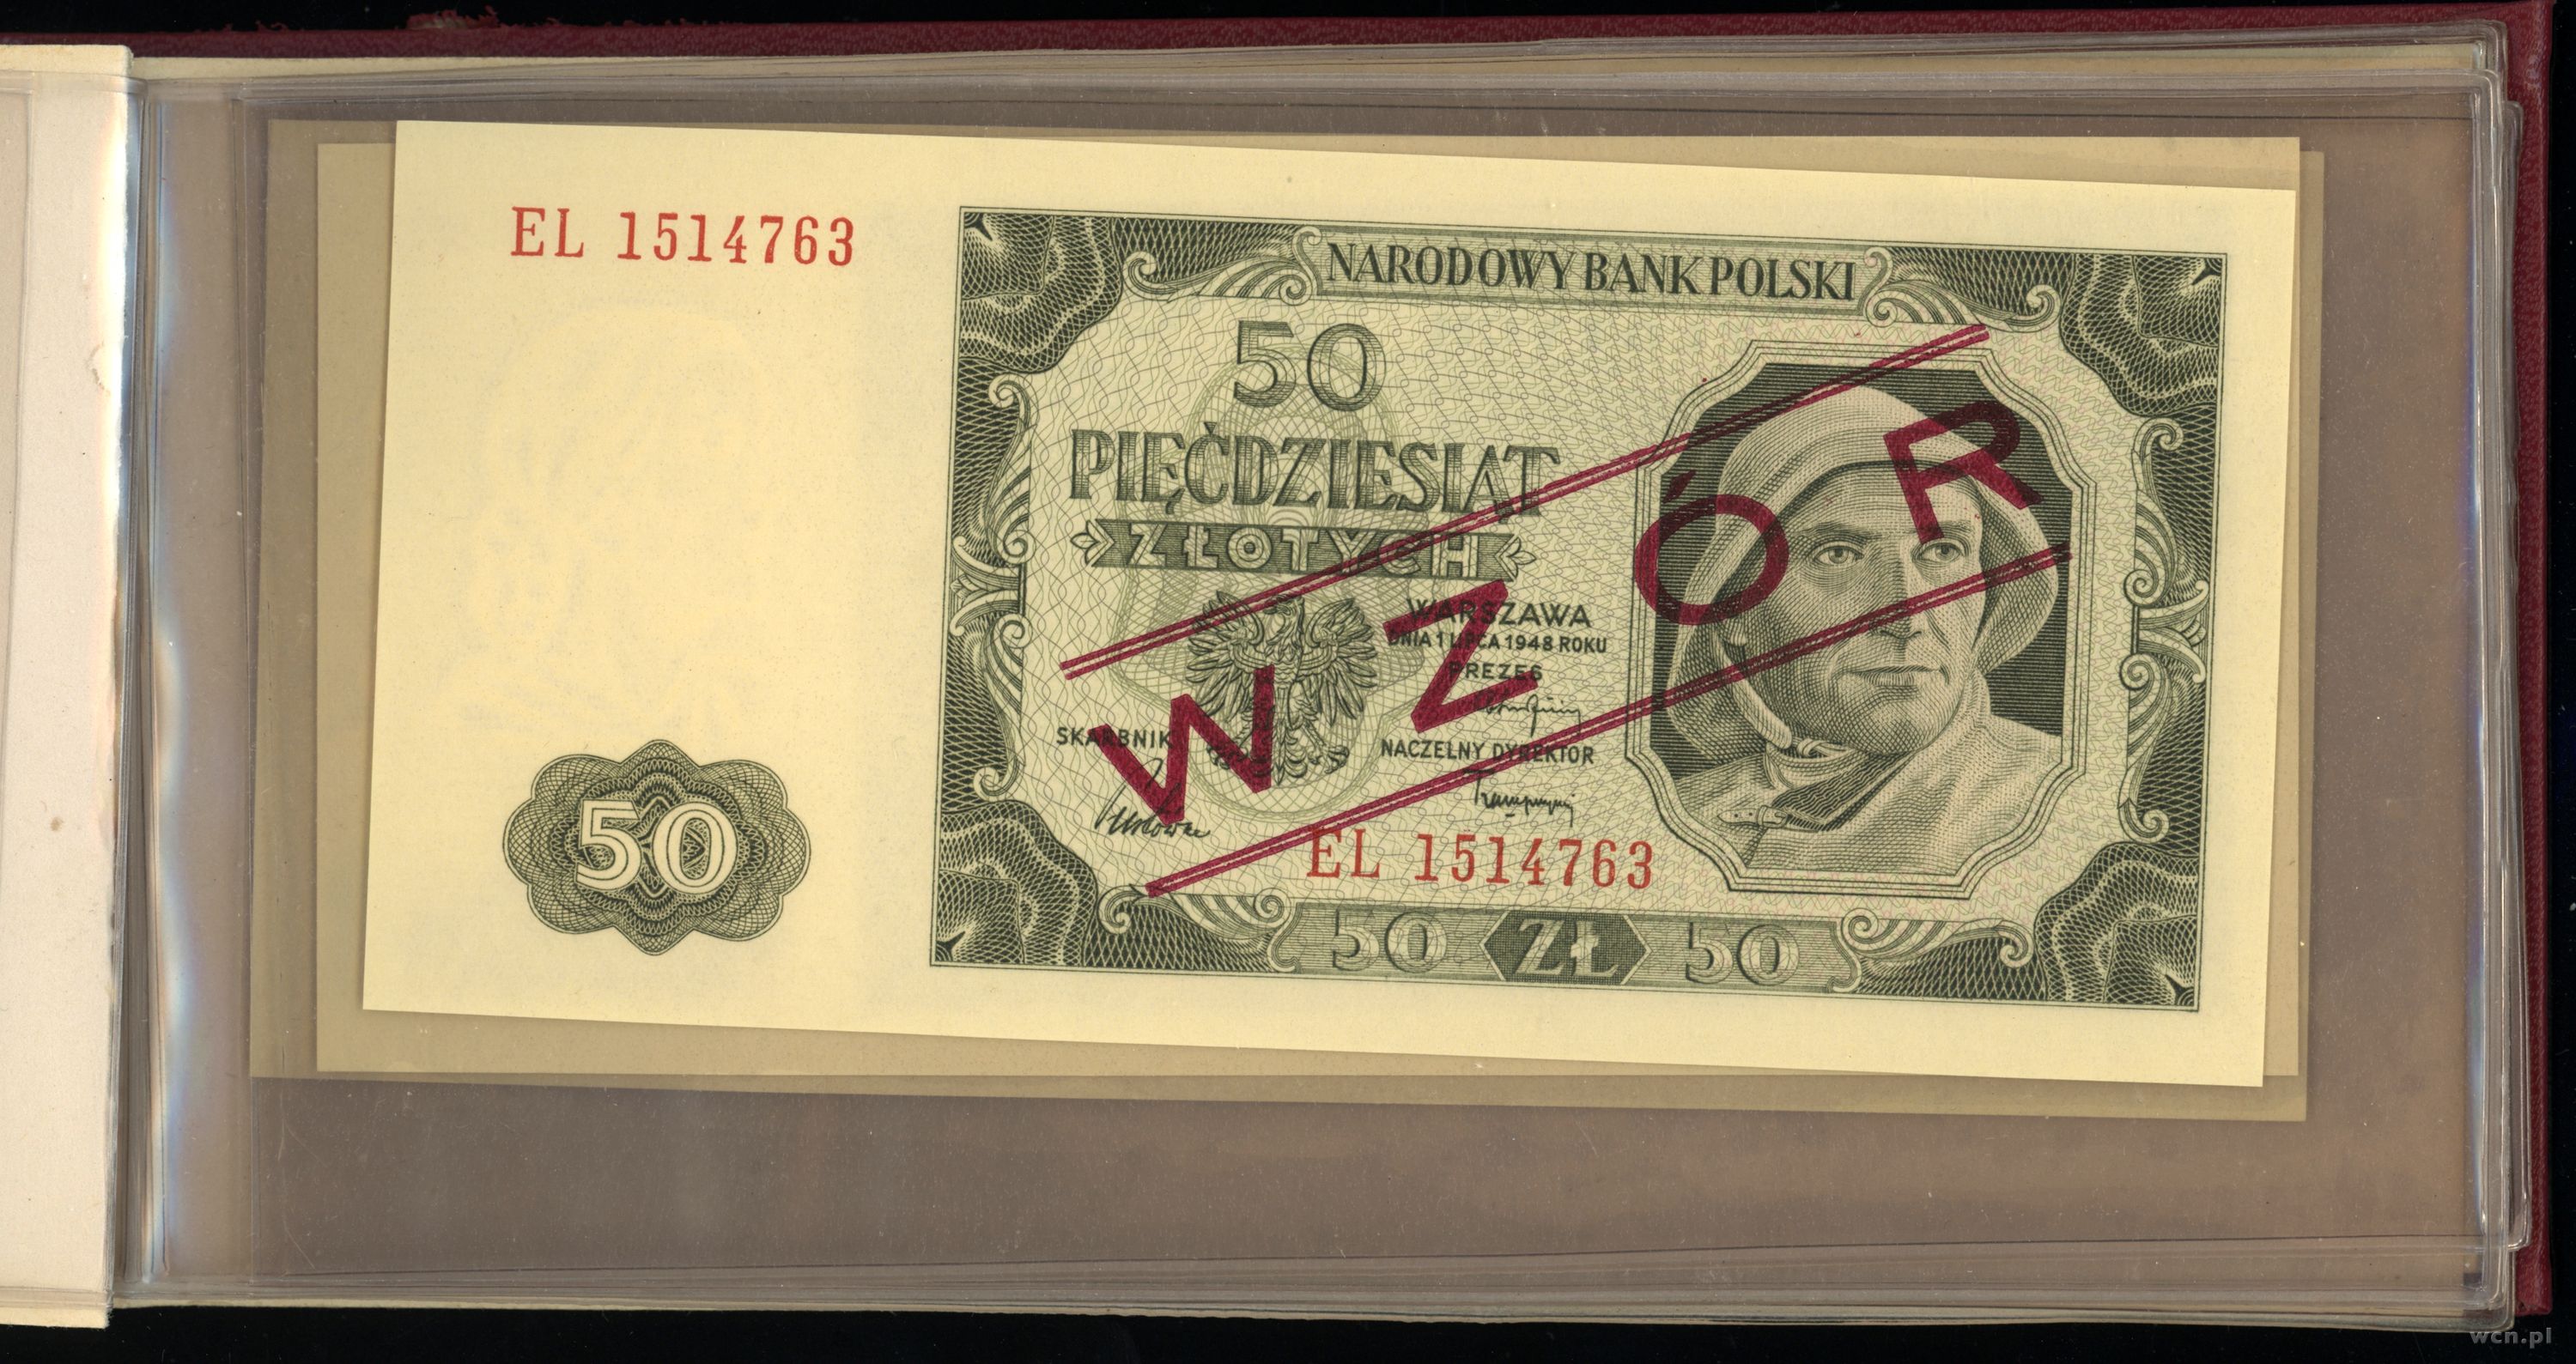 EL 1514763
NARODOWY BANK POLSKI
50
PIĘĆDZIESIĄT
ZŁOTYCH
WARSZAWA
DNIA 1 LIPCA 1948 ROKU
PREZES
SKARBNIK
NACZELNY DYREKTOR
WZÓR
EL 1514763
50
50 ZŁ 50
wcn.pl